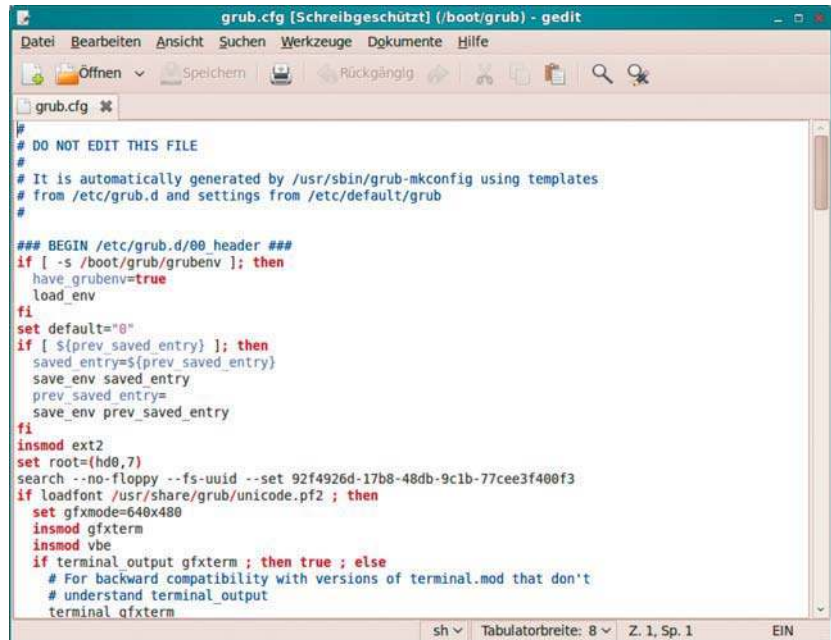 grub.cfg [Schreibgeschützt] (/boot/grub) - gedit
Datei Bearbeiten Ansicht Suchen Werkzeuge Dokumente Hilfe
Öffnen Speichern Rückgängig
grub.cfg
#
# DO NOT EDIT THIS FILE
#
# It is automatically generated by /usr/sbin/grub-mkconfig using templates
# from /etc/grub.d and settings from /etc/default/grub
#
### BEGIN /etc/grub.d/00_header ###
if [ -s /boot/grub/grubenv ]; then
have_grubenv=true
load_env
fi
set default="0"
if [ ${prev_saved_entry} ]; then
saved_entry=${prev_saved_entry}
save_env saved_entry
prev_saved_entry=
save_env prev_saved_entry
fi
insmod ext2
set root=(hd0,7)
search --no-floppy --fs-uuid --set 92f4926d-17b8-48db-9c1b-77cee3f400f3
if loadfont /usr/share/grub/unicode.pf2 ; then
set gfxmode=640x480
insmod gfxterm
insmod vbe
if terminal_output gfxterm ; then true ; else
# For backward compatibility with versions of terminal.mod that don't
# understand terminal_output
terminal gfxterm
sh Tabulatorbreite: 8 Z. 1, Sp. 1 EIN